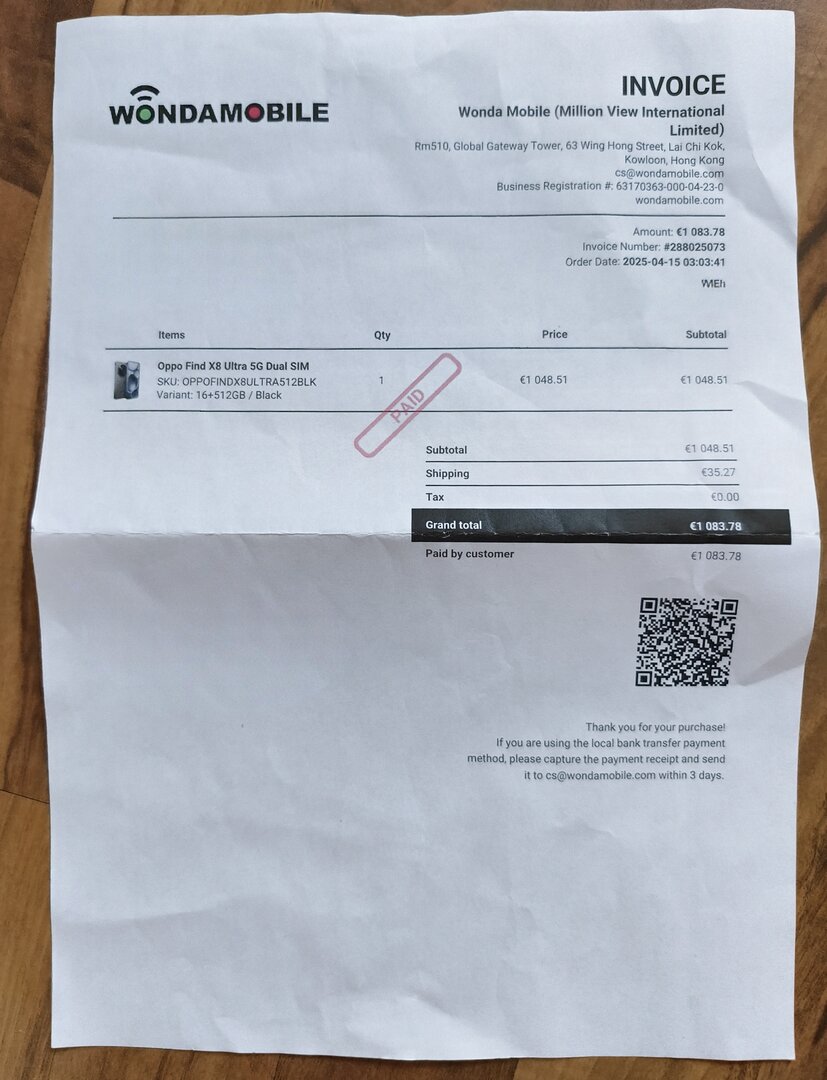 WONDAMOBILE
INVOICE
Wonda Mobile (Million View International
Limited)
Rm510, Global Gateway Tower, 63 Wing Hong Street, Lai Chi Kok,
Kowloon, Hong Kong
cs@wondamobile.com
Business Registration #: 63170363-000-04-23-0
wondamobile.com
Amount: €1 083.78
Invoice Number: #288025073
Order Date: 2025-04-15 03:03:41
Items Qty Price Subtotal
Oppo Find X8 Ultra 5G Dual SIM
SKU: OPPOFINDX8ULTRA512BLK 1 €1 048.51 €1 048.51
Variant: 16+512GB / Black
PAID
Subtotal €1 048.51
Shipping €35.27
Tax €0.00
Grand total €1 083.78
Paid by customer €1 083.78
Thank you for your purchase!
If you are using the local bank transfer payment
method, please capture the payment receipt and send
it to cs@wondamobile.com within 3 days.